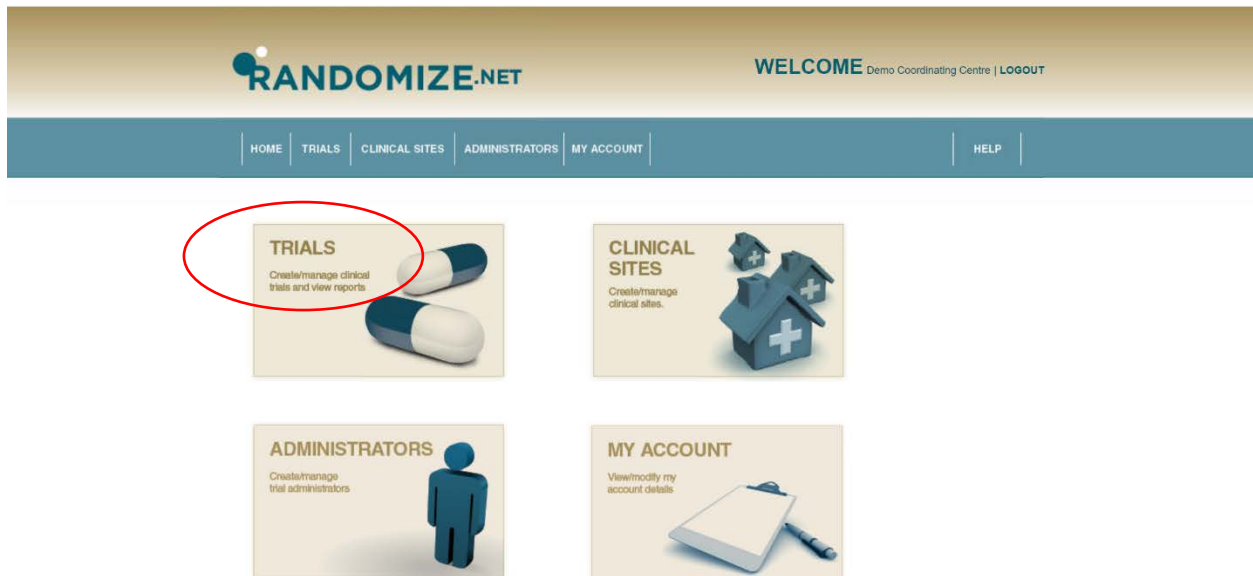 RANDOMIZE.NET
WELCOME Demo Coordinating Centre | LOGOUT
HOME TRIALS CLINICAL SITES ADMINISTRATORS MY ACCOUNT HELP
TRIALS
Create/manage clinical
trials and view reports
CLINICAL
SITES
Create/manage
clinical sites.
ADMINISTRATORS
Create/manage
trial administrators
MY ACCOUNT
View/modify my
account details